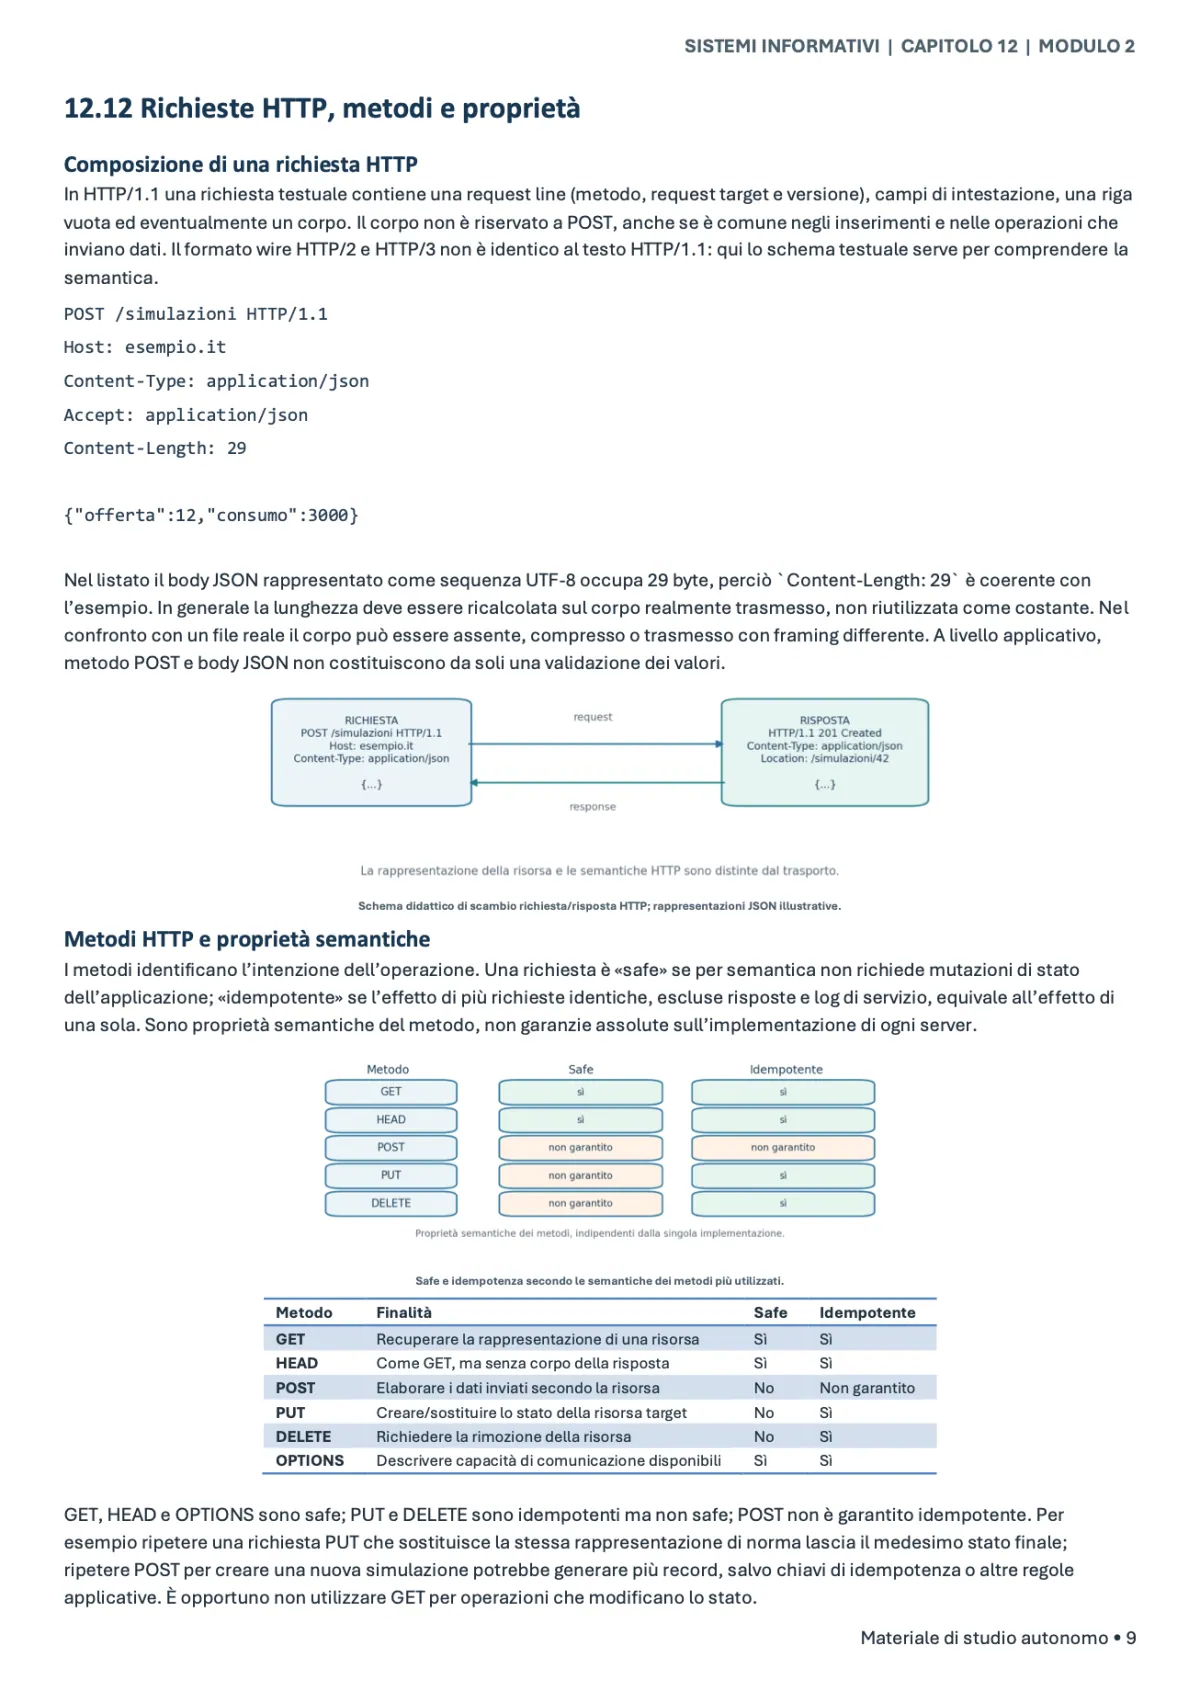 SISTEMI INFORMATIVI | CAPITOLO 12 | MODULO 2
12.12 Richieste HTTP, metodi e proprietà
Composizione di una richiesta HTTP
In HTTP/1.1 una richiesta testuale contiene una request line (metodo, request target e versione), campi di intestazione, una riga
vuota ed eventualmente un corpo. Il corpo non è riservato a POST, anche se è comune negli inserimenti e nelle operazioni che
inviano dati. Il formato wire HTTP/2 e HTTP/3 non è identico al testo HTTP/1.1: qui lo schema testuale serve per comprendere la
semantica.
POST /simulazioni HTTP/1.1
Host: esempio.it
Content-Type: application/json
Accept: application/json
Content-Length: 29
{"offerta":12,"consumo":3000}
Nel listato il body JSON rappresentato come sequenza UTF-8 occupa 29 byte, perciò `Content-Length: 29` è coerente con
l’esempio. In generale la lunghezza deve essere ricalcolata sul corpo realmente trasmesso, non riutilizzata come costante. Nel
confronto con un file reale il corpo può essere assente, compresso o trasmesso con framing differente. A livello applicativo,
metodo POST e body JSON non costituiscono da soli una validazione dei valori.
RICHIESTA
POST /simulazioni HTTP/1.1
Host: esempio.it
Content-Type: application/json
{...}
request
response
RISPOSTA
HTTP/1.1 201 Created
Content-Type: application/json
Location: /simulazioni/42
{...}
La rappresentazione della risorsa e le semantiche HTTP sono distinte dal trasporto.
Schema didattico di scambio richiesta/risposta HTTP; rappresentazioni JSON illustrative.
Metodi HTTP e proprietà semantiche
I metodi identificano l’intenzione dell’operazione. Una richiesta è «safe» se per semantica non richiede mutazioni di stato
dell’applicazione; «idempotente» se l’effetto di più richieste identiche, escluse risposte e log di servizio, equivale all’effetto di
una sola. Sono proprietà semantiche del metodo, non garanzie assolute sull’implementazione di ogni server.
Metodo Safe Idempotente
GET sì sì
HEAD sì sì
POST non garantito non garantito
PUT non garantito sì
DELETE non garantito sì
Proprietà semantiche dei metodi, indipendenti dalla singola implementazione.
Safe e idempotenza secondo le semantiche dei metodi più utilizzati.
Metodo Finalità Safe Idempotente
GET Recuperare la rappresentazione di una risorsa Sì Sì
HEAD Come GET, ma senza corpo della risposta Sì Sì
POST Elaborare i dati inviati secondo la risorsa No Non garantito
PUT Creare/sostituire lo stato della risorsa target No Sì
DELETE Richiedere la rimozione della risorsa No Sì
OPTIONS Descrivere capacità di comunicazione disponibili Sì Sì
GET, HEAD e OPTIONS sono safe; PUT e DELETE sono idempotenti ma non safe; POST non è garantito idempotente. Per
esempio ripetere una richiesta PUT che sostituisce la stessa rappresentazione di norma lascia il medesimo stato finale;
ripetere POST per creare una nuova simulazione potrebbe generare più record, salvo chiavi di idempotenza o altre regole
applicative. È opportuno non utilizzare GET per operazioni che modificano lo stato.
Materiale di studio autonomo • 9